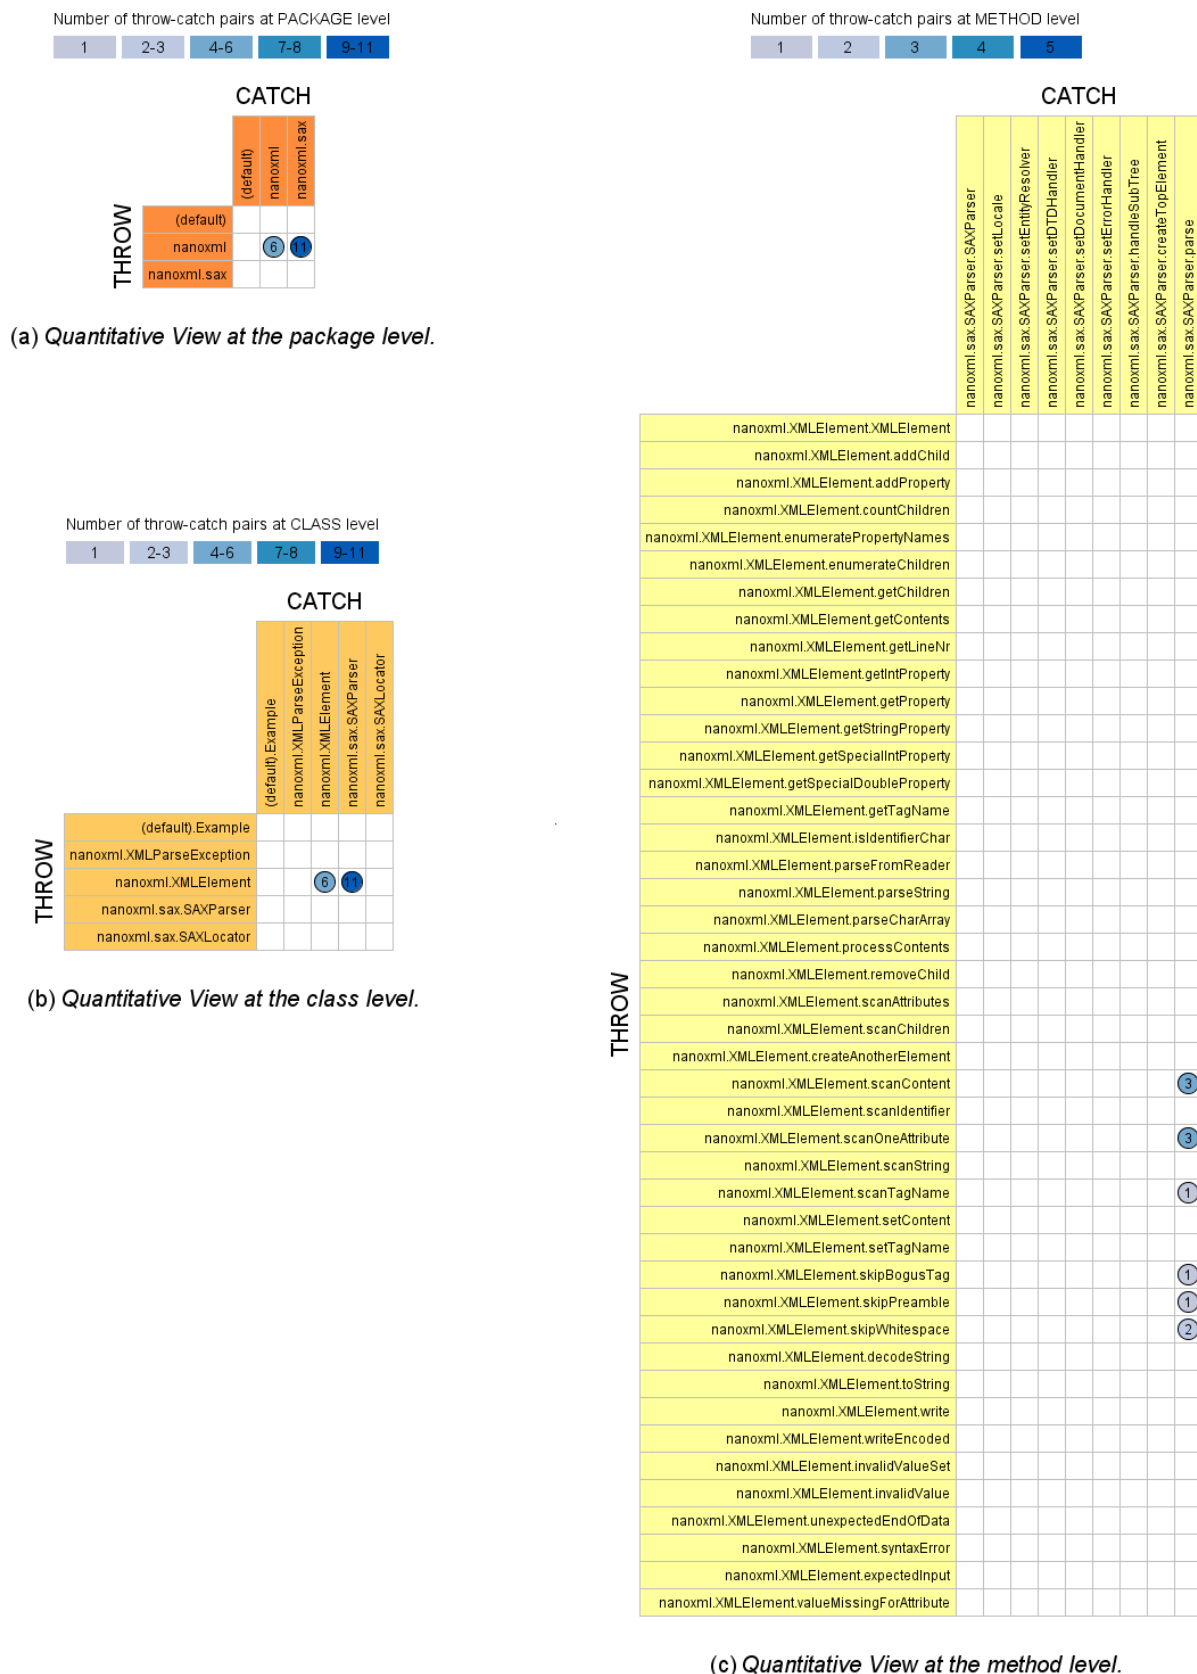 Number of throw-catch pairs at PACKAGE level
1 2-3 4-6 7-8 9-11
CATCH
(default)
nanoxml
nanoxml.sax
THROW
(default)
nanoxml 6 11
nanoxml.sax
(a) Quantitative View at the package level.
Number of throw-catch pairs at CLASS level
1 2-3 4-6 7-8 9-11
CATCH
(default).Example
nanoxml.XMLParseException
nanoxml.XMLElement
nanoxml.sax.SAXParser
nanoxml.sax.SAXLocator
THROW
(default).Example
nanoxml.XMLParseException
nanoxml.XMLElement 6 11
nanoxml.sax.SAXParser
nanoxml.sax.SAXLocator
(b) Quantitative View at the class level.
Number of throw-catch pairs at METHOD level
1 2 3 4 5
CATCH
nanoxml.sax.SAXParser.SAXParser
nanoxml.sax.SAXParser.setLocale
nanoxml.sax.SAXParser.setEntityResolver
nanoxml.sax.SAXParser.setDTDHandler
nanoxml.sax.SAXParser.setDocumentHandler
nanoxml.sax.SAXParser.setErrorHandler
nanoxml.sax.SAXParser.handleSubTree
nanoxml.sax.SAXParser.createTopElement
nanoxml.sax.SAXParser.parse
THROW
nanoxml.XMLElement.XMLElement
nanoxml.XMLElement.addChild
nanoxml.XMLElement.addProperty
nanoxml.XMLElement.countChildren
nanoxml.XMLElement.enumeratePropertyNames
nanoxml.XMLElement.enumerateChildren
nanoxml.XMLElement.getChildren
nanoxml.XMLElement.getContents
nanoxml.XMLElement.getLineNr
nanoxml.XMLElement.getIntProperty
nanoxml.XMLElement.getProperty
nanoxml.XMLElement.getStringProperty
nanoxml.XMLElement.getSpecialIntProperty
nanoxml.XMLElement.getSpecialDoubleProperty
nanoxml.XMLElement.getTagName
nanoxml.XMLElement.isIdentifierChar
nanoxml.XMLElement.parseFromReader
nanoxml.XMLElement.parseString
nanoxml.XMLElement.parseCharArray
nanoxml.XMLElement.processContents
nanoxml.XMLElement.removeChild
nanoxml.XMLElement.scanAttributes
nanoxml.XMLElement.scanChildren
nanoxml.XMLElement.createAnotherElement
nanoxml.XMLElement.scanContent 3
nanoxml.XMLElement.scanIdentifier
nanoxml.XMLElement.scanOneAttribute 3
nanoxml.XMLElement.scanString
nanoxml.XMLElement.scanTagName 1
nanoxml.XMLElement.setContent
nanoxml.XMLElement.setTagName
nanoxml.XMLElement.skipBogusTag 1
nanoxml.XMLElement.skipPreamble 1
nanoxml.XMLElement.skipWhitespace 2
nanoxml.XMLElement.decodeString
nanoxml.XMLElement.toString
nanoxml.XMLElement.write
nanoxml.XMLElement.writeEncoded
nanoxml.XMLElement.invalidValueSet
nanoxml.XMLElement.invalidValue
nanoxml.XMLElement.unexpectedEndOfData
nanoxml.XMLElement.syntaxError
nanoxml.XMLElement.expectedInput
nanoxml.XMLElement.valueMissingForAttribute
(c) Quantitative View at the method level.